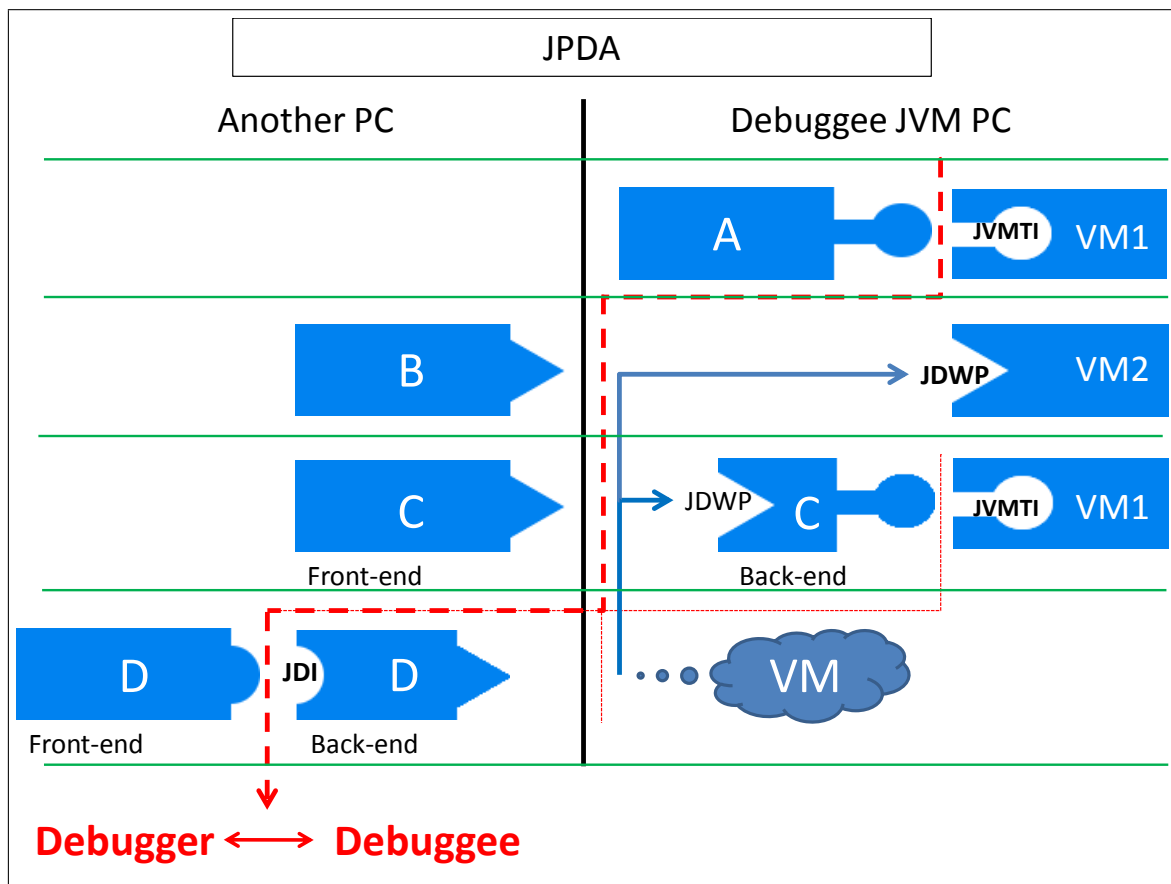 JPDA
Another PC
Debuggee JVM PC
A
JVMTI
VM1
B
JDWP
VM2
C
JDWP
C
JVMTI
VM1
Front-end
Back-end
D
JDI
D
VM
Front-end
Back-end
Debugger
Debuggee